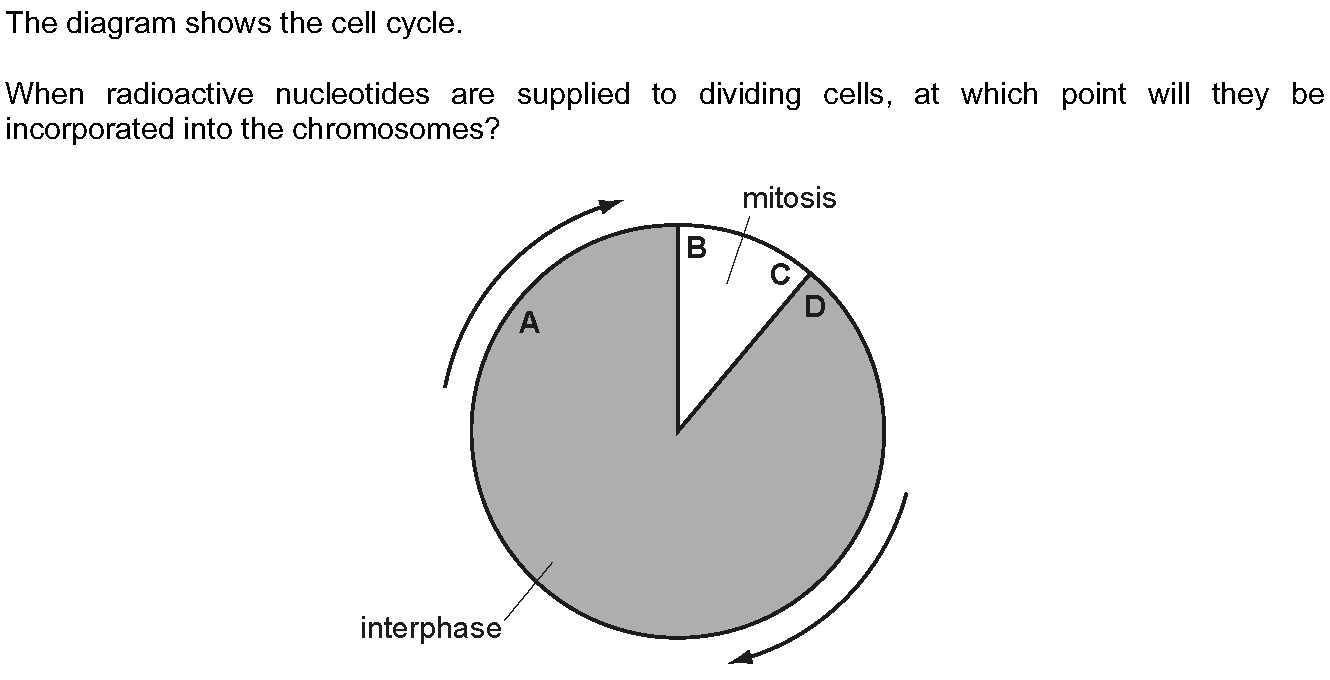 The diagram shows the cell cycle.
When radioactive nucleotides are supplied to dividing cells, at which point will they be
incorporated into the chromosomes?
mitosis
B
C
D
A
interphase